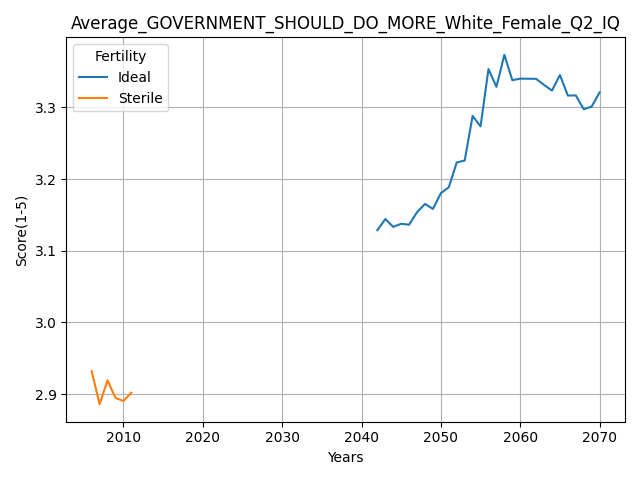 Average_GOVERNMENT_SHOULD_DO_MORE_White_Female_Q2_IQ
Fertility
Ideal
Sterile
Score(1-5)
3.3
3.2
3.1
3.0
2.9
2010 2020 2030 2040 2050 2060 2070
Years